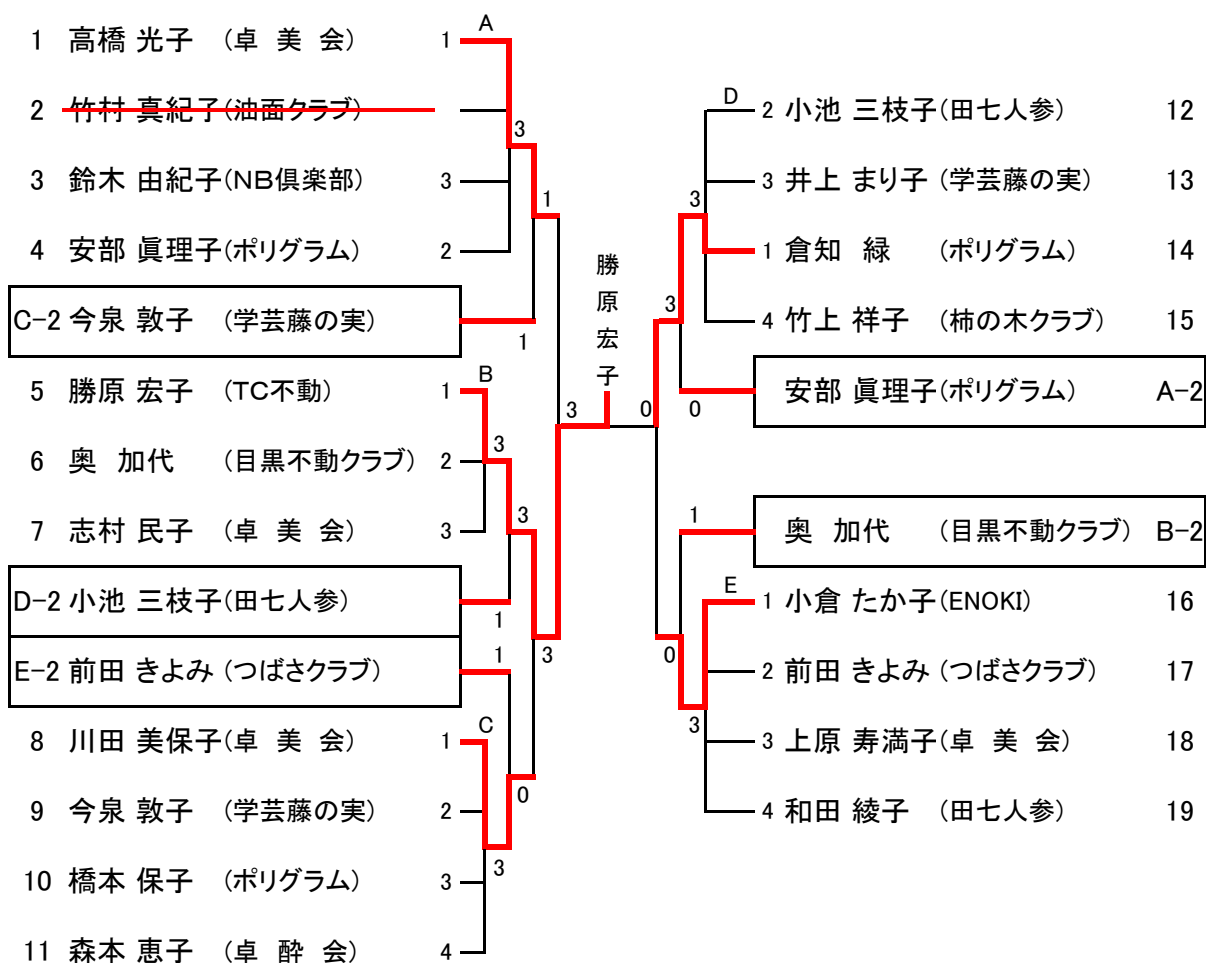 A
1 高橋 光子 (卓 美 会) 1
2 竹村 真紀子(油面クラブ)
3
3 鈴木 由紀子(NB倶楽部) 3
1
4 安部 眞理子(ポリグラム) 2
C-2 今泉 敦子 (学芸藤の実)
1
B
5 勝原 宏子 (TC不動) 1
3
6 奥 加代 (目黒不動クラブ) 2
3
7 志村 民子 (卓 美 会) 3
D-2 小池 三枝子(田七人参)
1
1
3
E-2 前田 きよみ (つばさクラブ)
C
8 川田 美保子(卓 美 会) 1
0
9 今泉 敦子 (学芸藤の実) 2
3
10 橋本 保子 (ポリグラム) 3
11 森本 恵子 (卓 酔 会) 4
勝原宏子
3 0
D
2 小池 三枝子(田七人参) 12
3 井上 まり子 (学芸藤の実) 13
3
1 倉知 緑 (ポリグラム) 14
3
4 竹上 祥子 (柿の木クラブ) 15
安部 眞理子(ポリグラム) A-2
0
1
奥 加代 (目黒不動クラブ) B-2
E
1 小倉 たか子(ENOKI) 16
0
2 前田 きよみ (つばさクラブ) 17
3
3 上原 寿満子(卓 美 会) 18
4 和田 綾子 (田七人参) 19